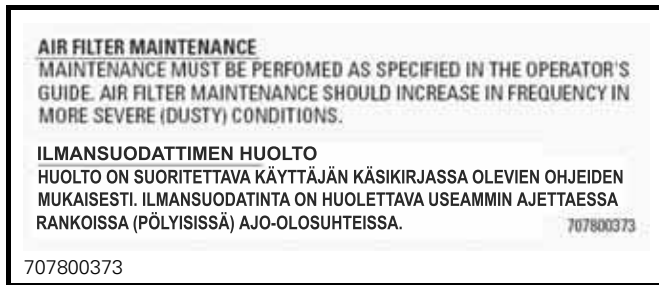 AIR FILTER MAINTENANCE
MAINTENANCE MUST BE PERFOMED AS SPECIFIED IN THE OPERATOR'S
GUIDE. AIR FILTER MAINTENANCE SHOULD INCREASE IN FREQUENCY IN
MORE SEVERE (DUSTY) CONDITIONS.
ILMANSUODATTIMEN HUOLTO
HUOLTO ON SUORITETTAVA KÄYTTÄJÄN KÄSIKIRJASSA OLEVIEN OHJEIDEN
MUKAISESTI. ILMANSUODATINTA ON HUOLETTAVA USEAMMIN AJETTAESSA
RANKOISSA (PÖLYISISSÄ) AJO-OLOSUHTEISSA.
707800373
707800373